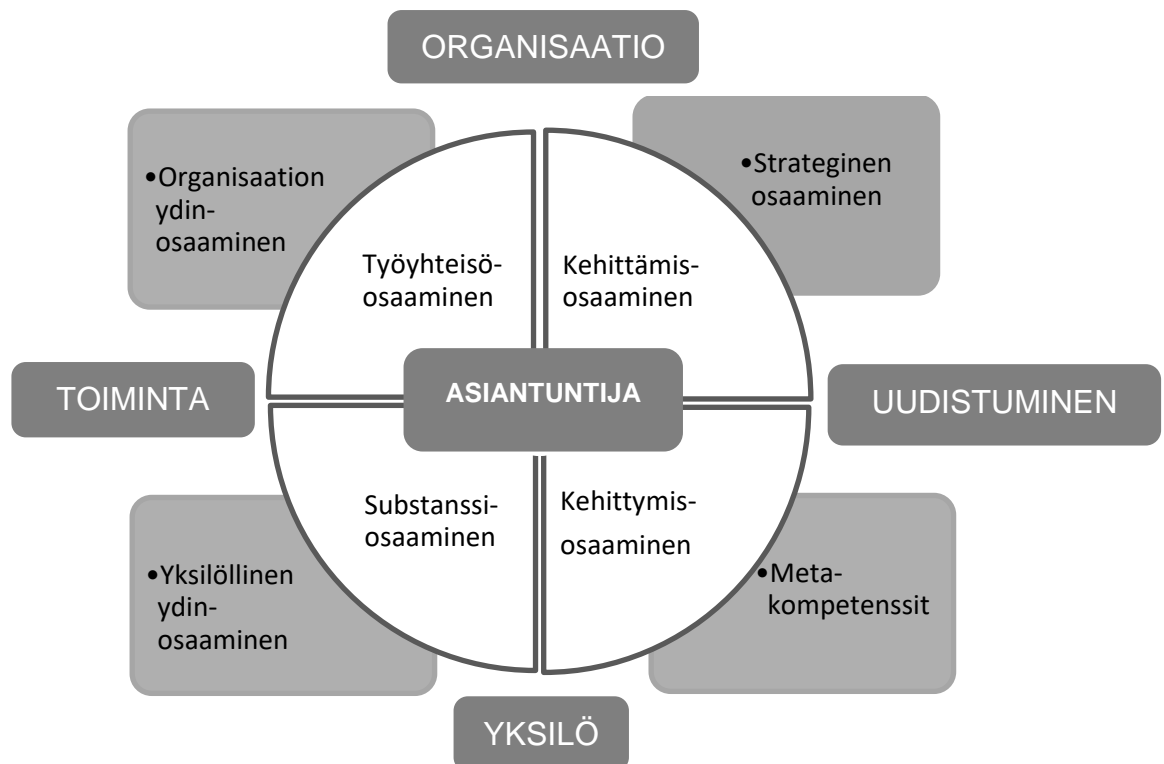 ORGANISAATIO
•Organisaation
ydin-
osaaminen
•Strateginen
osaaminen
Työyhteisö-
osaaminen
Kehittämis-
osaaminen
TOIMINTA
ASIANTUNTIJA
UUDISTUMINEN
Substanssi-
osaaminen
Kehittymis-
osaaminen
•Yksilöllinen
ydin-
osaaminen
•Meta-
kompetenssit
YKSILÖ